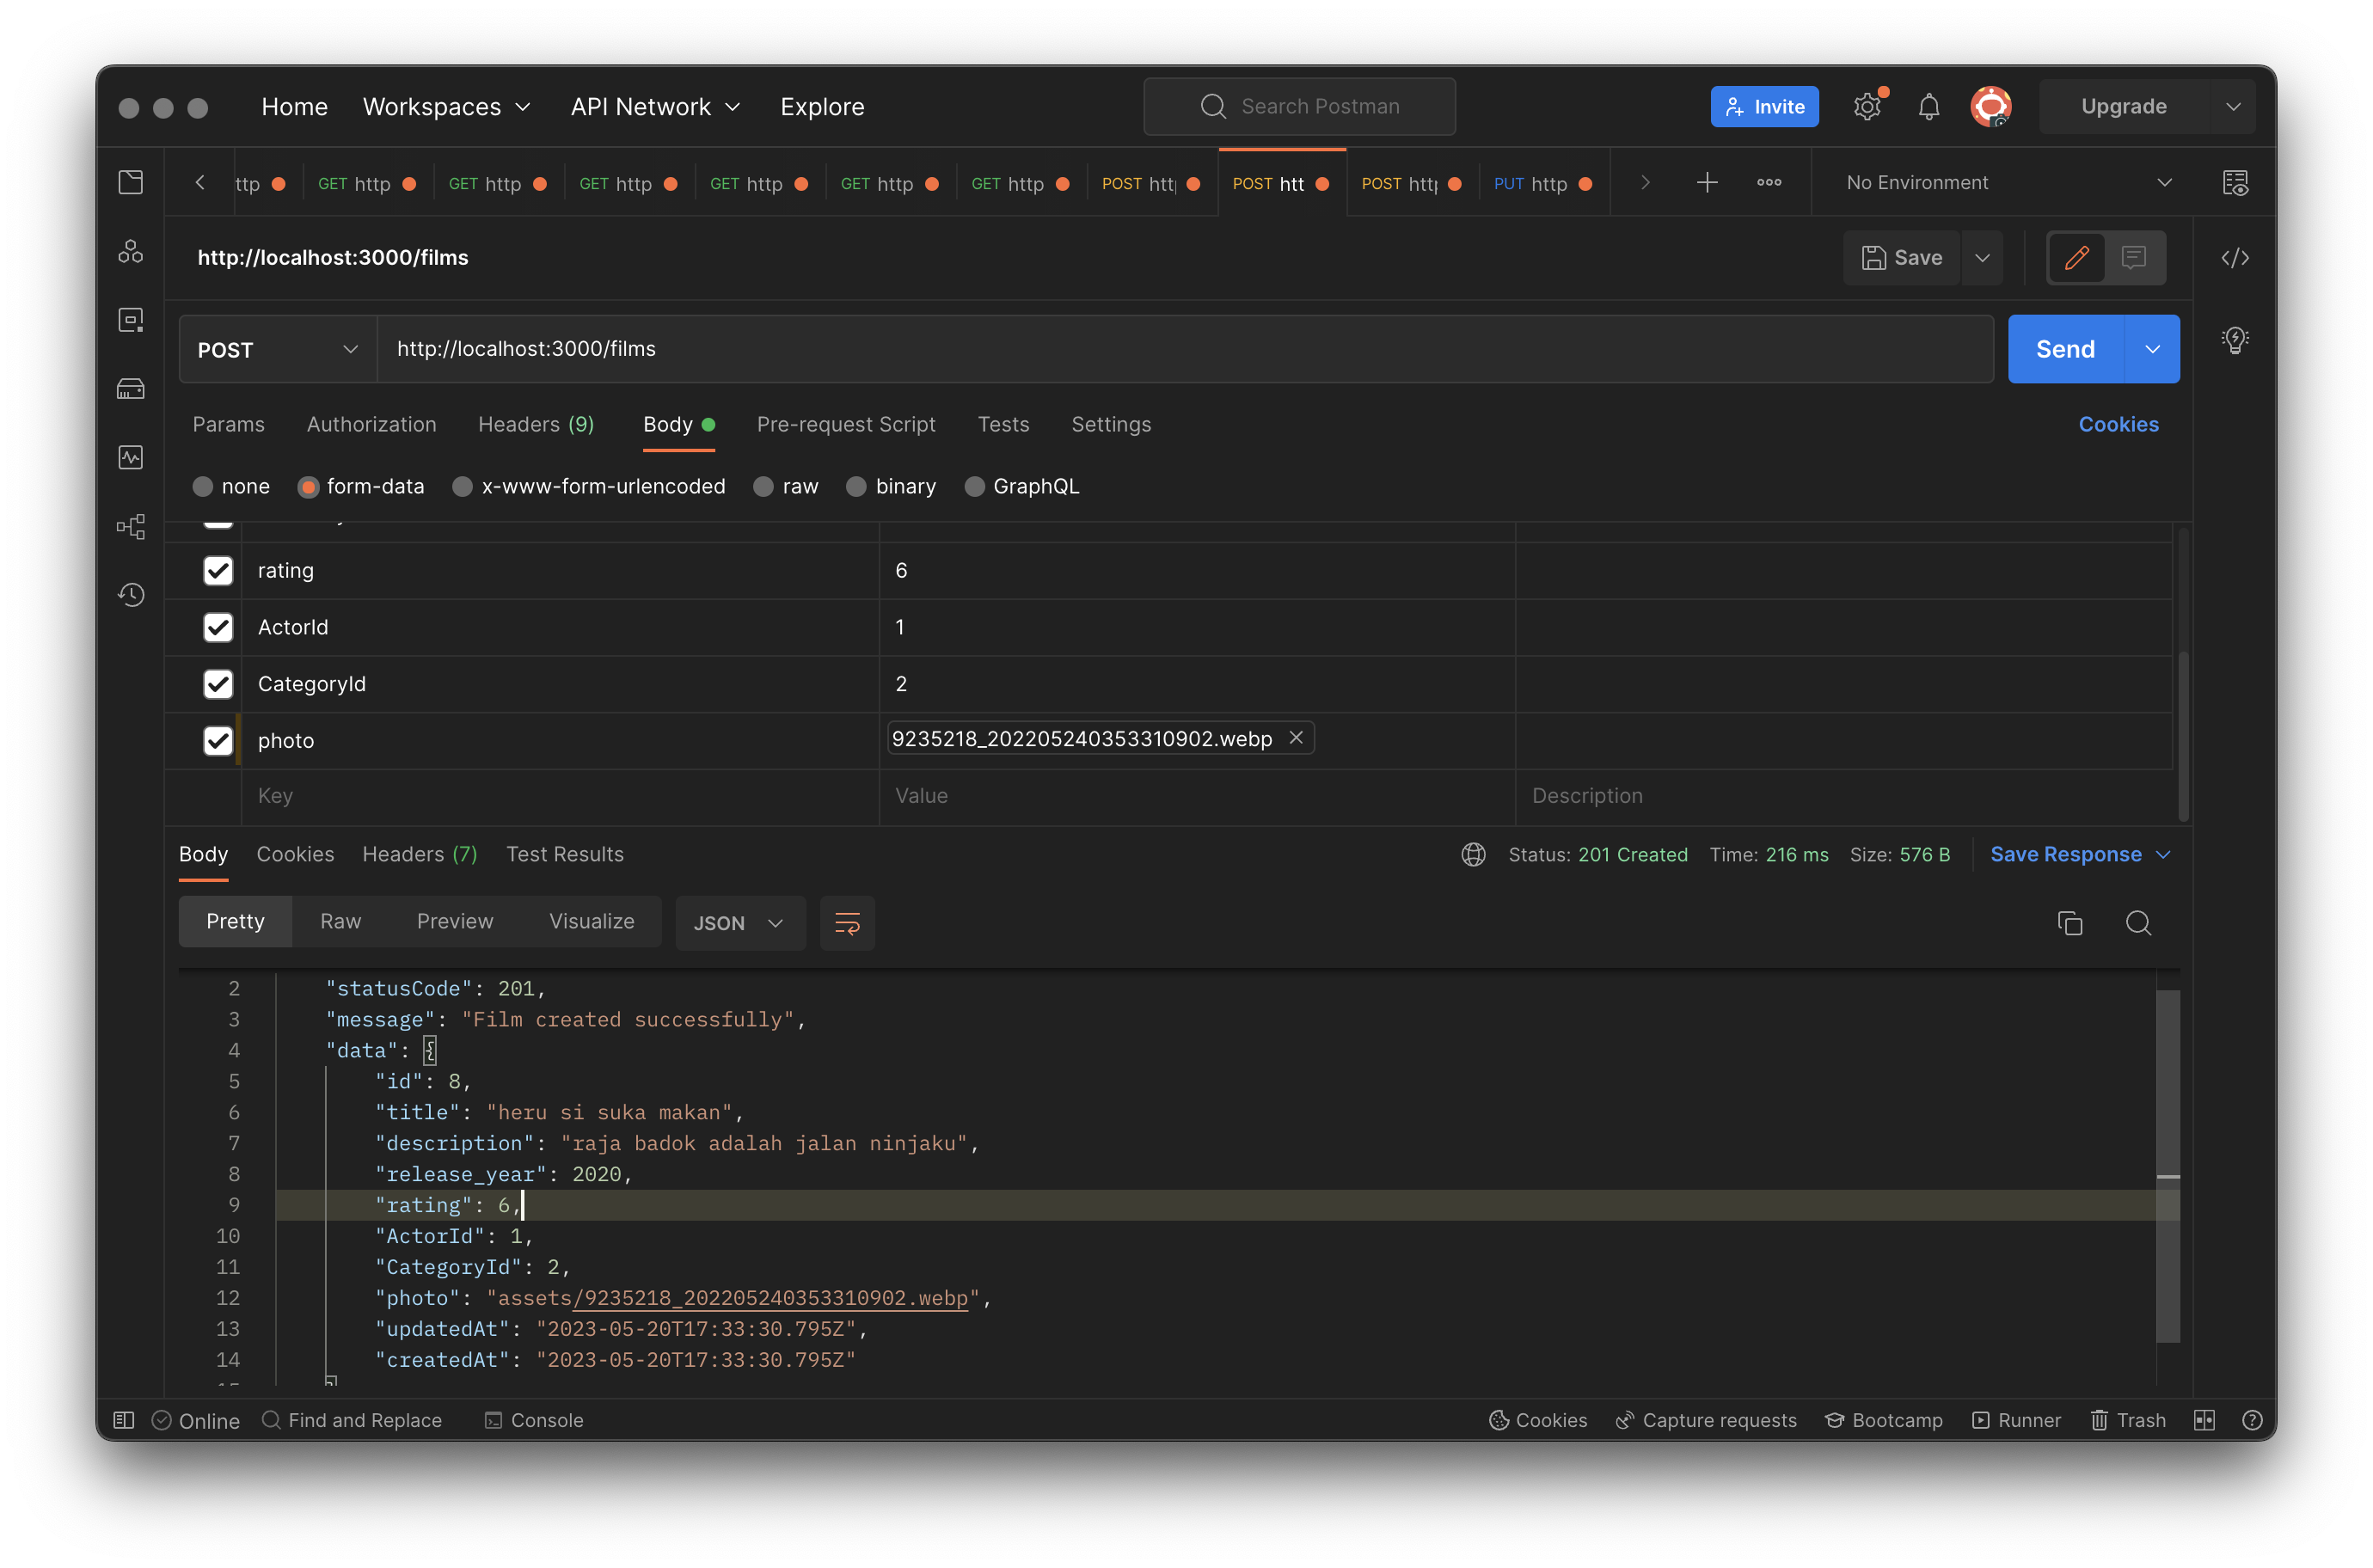 Home Workspaces API Network Explore Search Postman Invite Upgrade
ttp GET http GET http GET http GET http GET http GET http POST htt POST htt POST htt PUT http No Environment
http://localhost:3000/films Save
POST http://localhost:3000/films Send
Params Authorization Headers (9) Body Pre-request Script Tests Settings Cookies
none form-data x-www-form-urlencoded raw binary GraphQL
rating 6
ActorId 1
CategoryId 2
photo 9235218_202205240353310902.webp
Key Value Description
Body Cookies Headers (7) Test Results Status: 201 Created Time: 216 ms Size: 576 B Save Response
Pretty Raw Preview Visualize JSON
2 "statusCode": 201,
3 "message": "Film created successfully",
4 "data": {
5 "id": 8,
6 "title": "heru si suka makan",
7 "description": "raja badok adalah jalan ninjaku",
8 "release_year": 2020,
9 "rating": 6,
10 "ActorId": 1,
11 "CategoryId": 2,
12 "photo": "assets/9235218_202205240353310902.webp",
13 "updatedAt": "2023-05-20T17:33:30.795Z",
14 "createdAt": "2023-05-20T17:33:30.795Z"
Online Find and Replace Console Cookies Capture requests Bootcamp Runner Trash